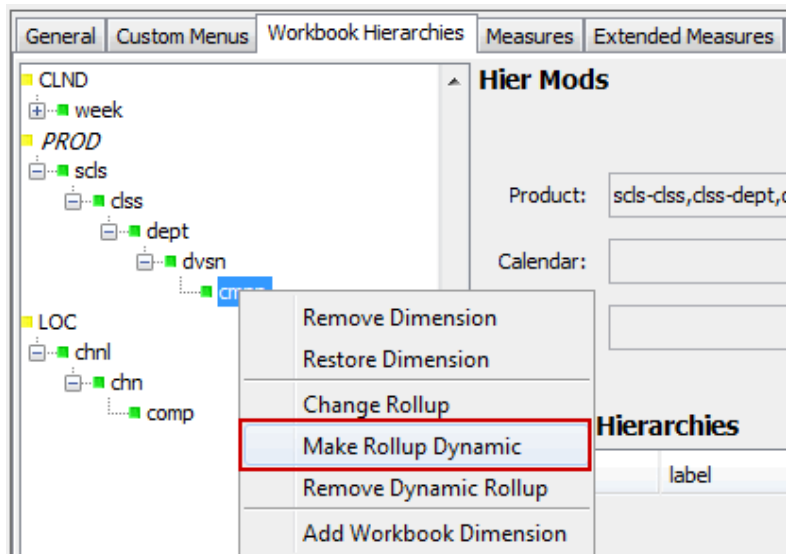 General Custom Menus Workbook Hierarchies Measures Extended Measures
CLND
week
PROD
scls
clss
dept
dvsn
LOC
chnl
chn
comp
Hier Mods
Product: scls-clss,clss-dept,
Calendar:
Remove Dimension
Restore Dimension
Change Rollup
Make Rollup Dynamic
Remove Dynamic Rollup
Add Workbook Dimension
Hierarchies
label